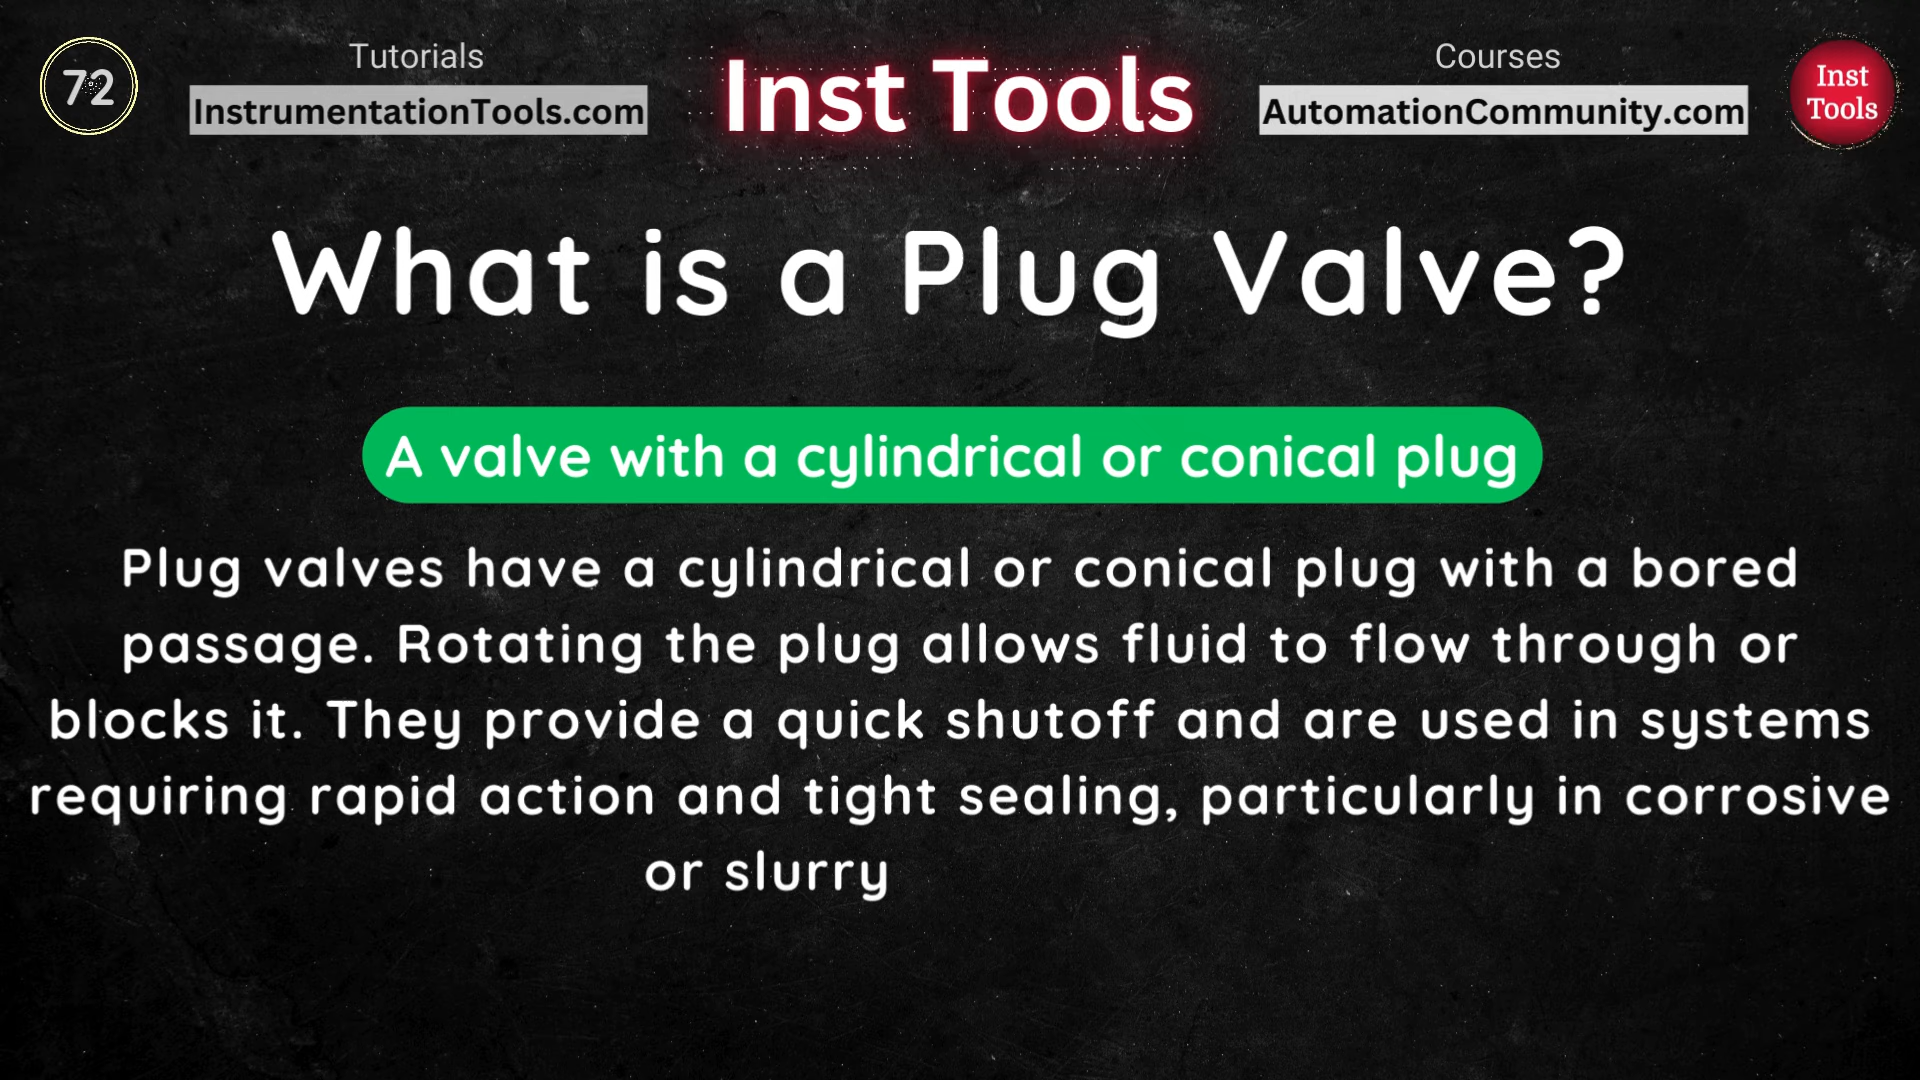 72
Tutorials
InstrumentationTools.com
Inst Tools
Courses
AutomationCommunity.com
Inst
Tools
What is a Plug Valve?
A valve with a cylindrical or conical plug
Plug valves have a cylindrical or conical plug with a bored
passage. Rotating the plug allows fluid to flow through or
blocks it. They provide a quick shutoff and are used in systems
requiring rapid action and tight sealing, particularly in corrosive
or slurry